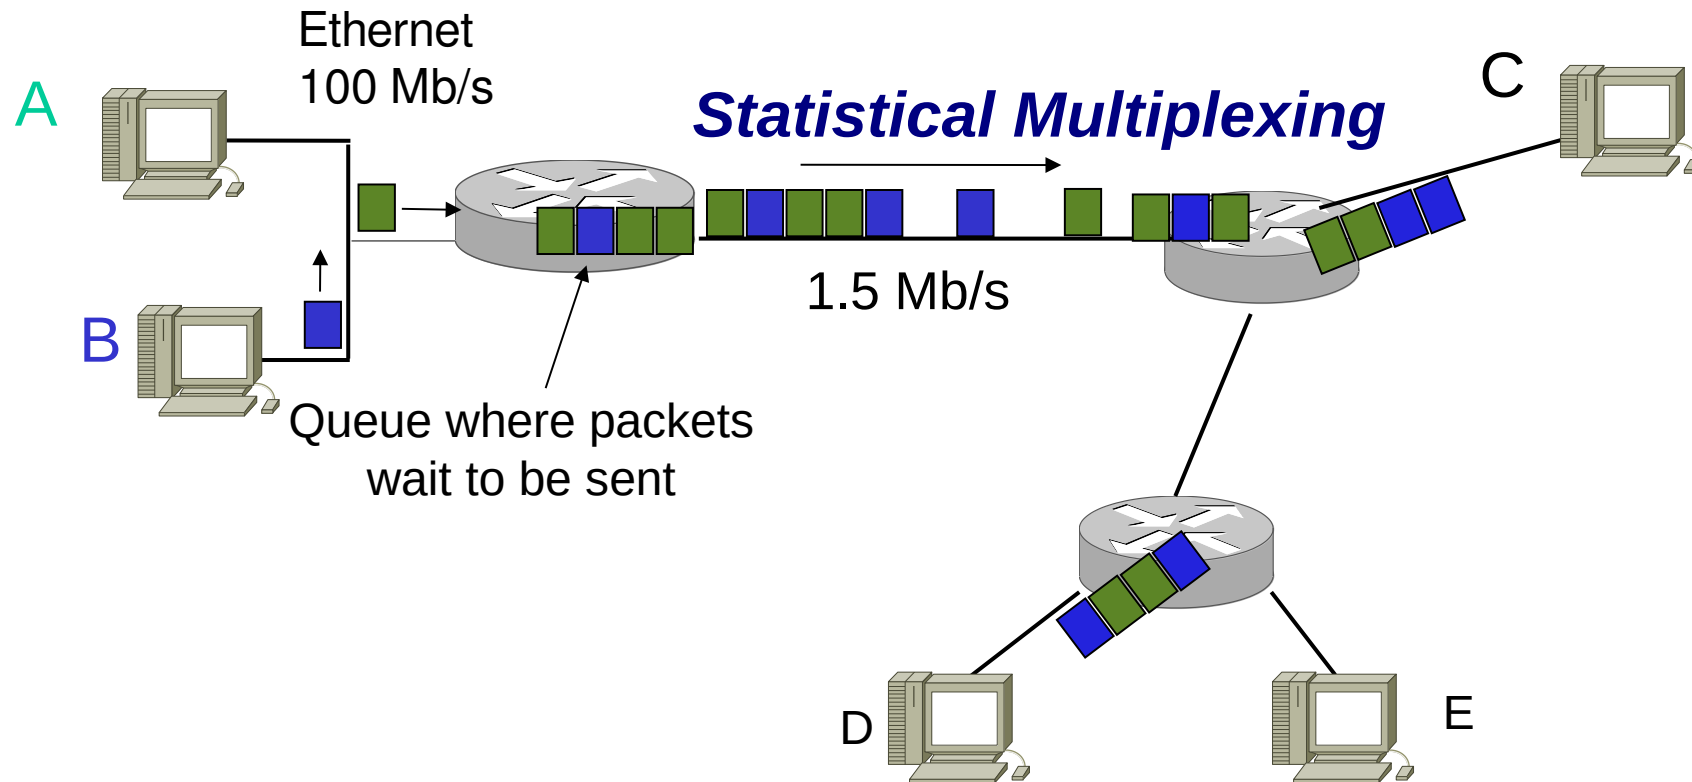 Ethernet
100 Mb/s
A
Statistical Multiplexing
C
B
1.5 Mb/s
Queue where packets
wait to be sent
D
E